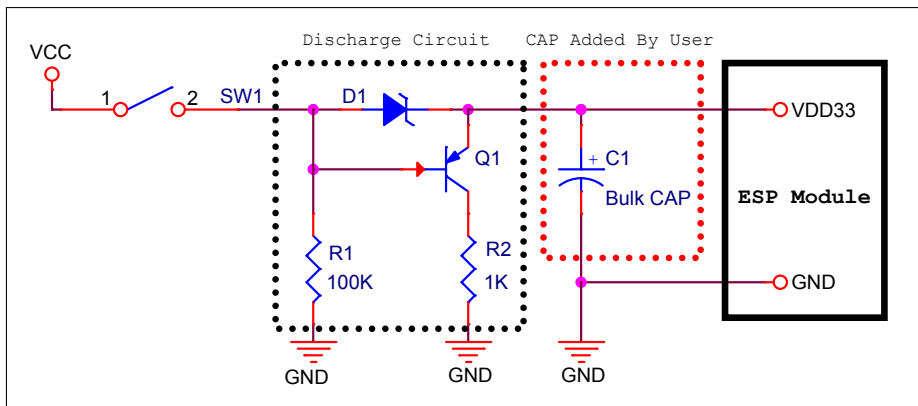 Discharge Circuit
CAP Added By User
VCC
1
2
SW1
D1
VDD33
Q1
+
C1
Bulk CAP
ESP Module
R1
100K
R2
1K
GND
GND
GND
GND